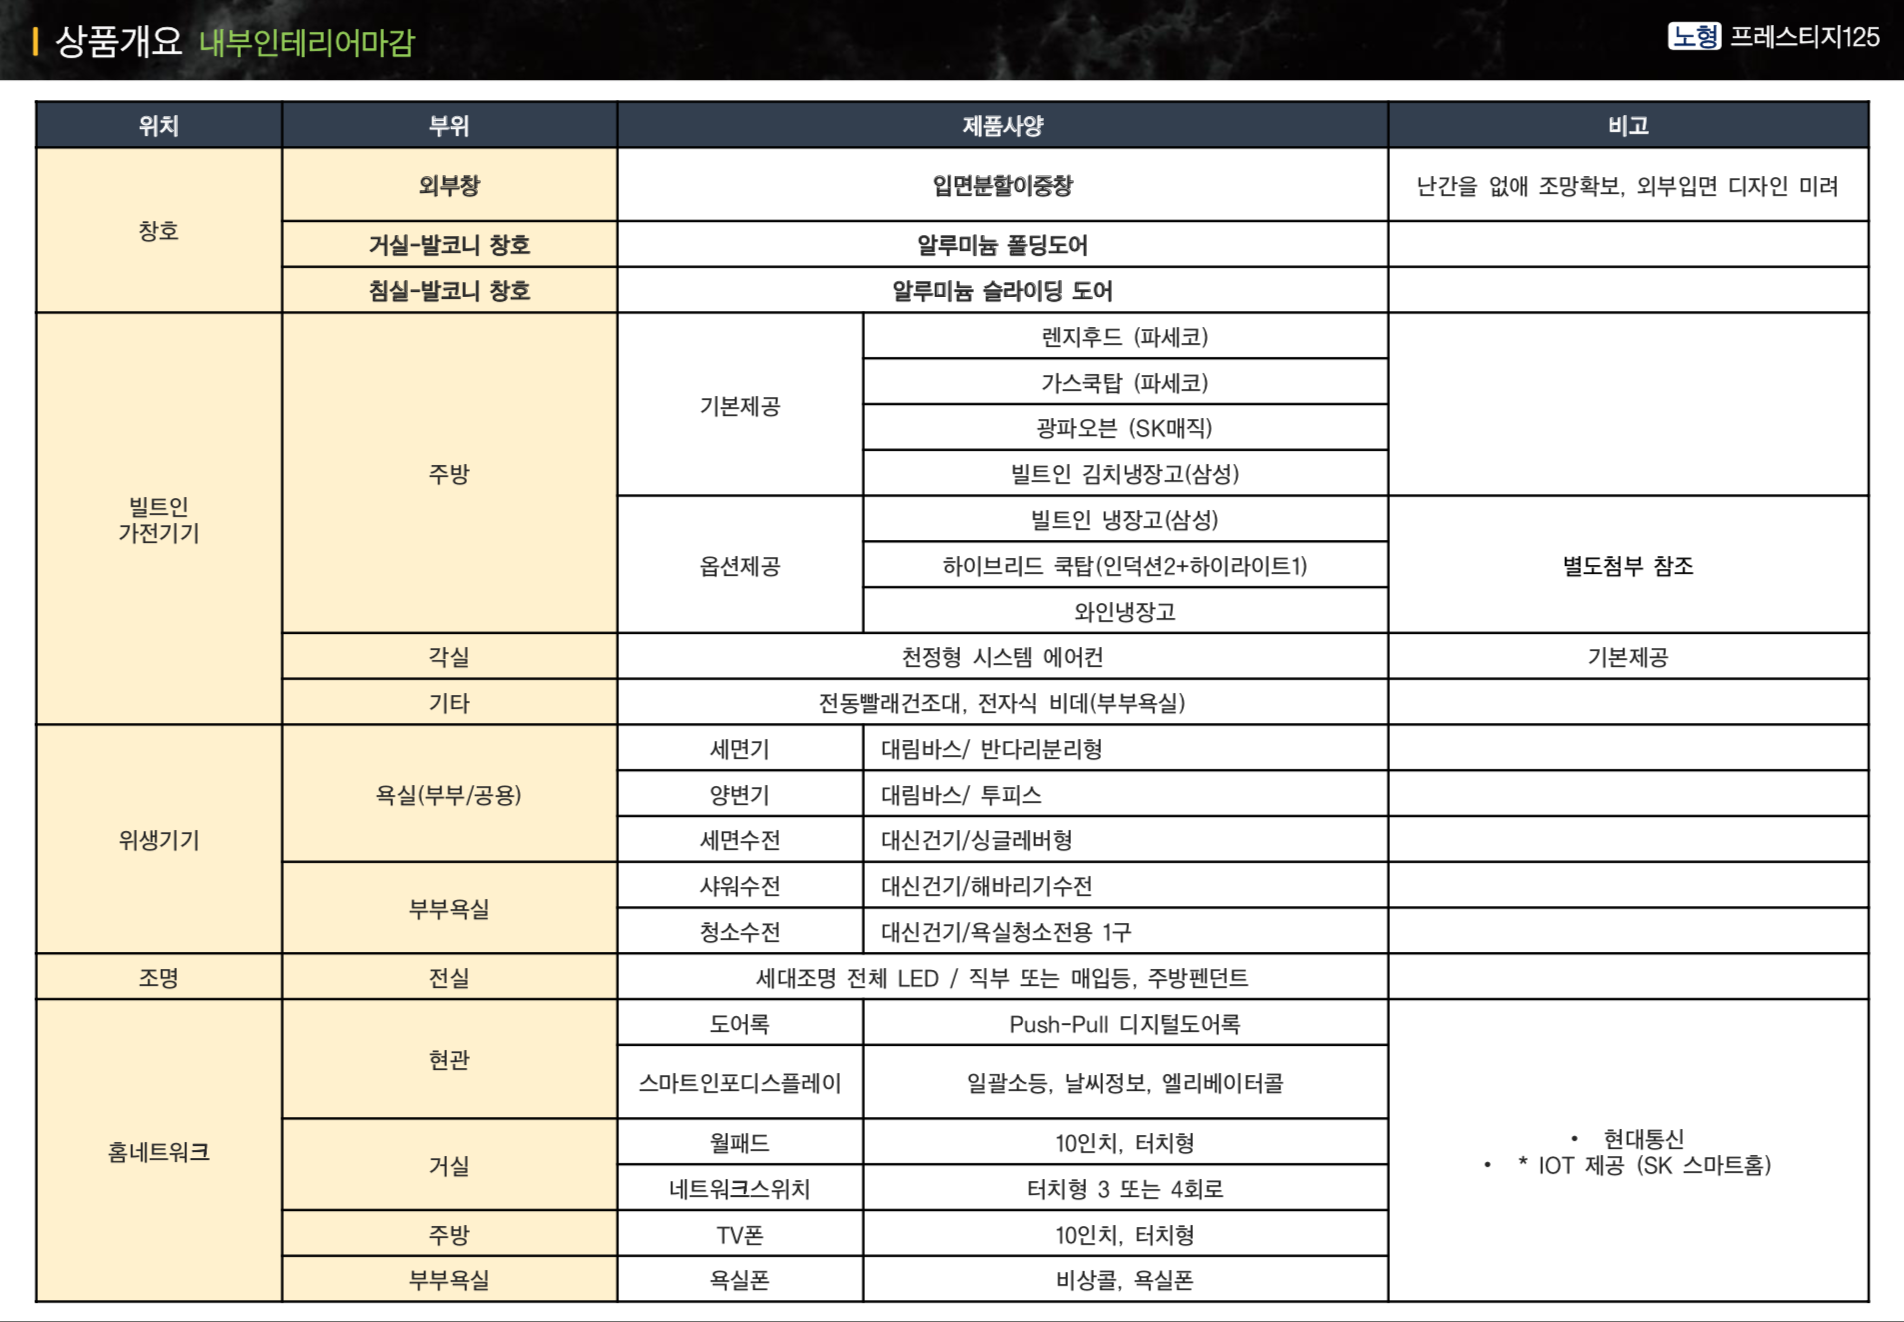 상품개요 내부인테리어마감
노형 프레스티지125
위치 부위 제품사양 비고
창호
외부창 입면분할이중창 난간을 없애 조망확보, 외부입면 디자인 미려
거실-발코니 창호 알루미늄 폴딩도어
침실-발코니 창호 알루미늄 슬라이딩 도어
빌트인
가전기기
주방
기본제공
렌지후드 (파세코)
가스쿡탑 (파세코)
광파오븐 (SK매직)
빌트인 김치냉장고(삼성)
옵션제공
빌트인 냉장고(삼성)
하이브리드 쿡탑(인덕션2+하이라이트1)
와인냉장고
별도첨부 참조
각실 천정형 시스템 에어컨 기본제공
기타 전동빨래건조대, 전자식 비데(부부욕실)
위생기기
욕실(부부/공용)
세면기 대림바스/ 반다리분리형
양변기 대림바스/ 투피스
세면수전 대신건기/싱글레버형
부부욕실
샤워수전 대신건기/해바리기수전
청소수전 대신건기/욕실청소전용 1구
조명 전실 세대조명 전체 LED / 직부 또는 매입등, 주방펜던트
홈네트워크
현관
도어록 Push-Pull 디지털도어록
스마트인포디스플레이 일괄소등, 날씨정보, 엘리베이터콜
거실
월패드 10인치, 터치형
네트워크스위치 터치형 3 또는 4회로
주방 TV폰 10인치, 터치형
부부욕실 욕실폰 비상콜, 욕실폰
• 현대통신
• * IOT 제공 (SK 스마트홈)